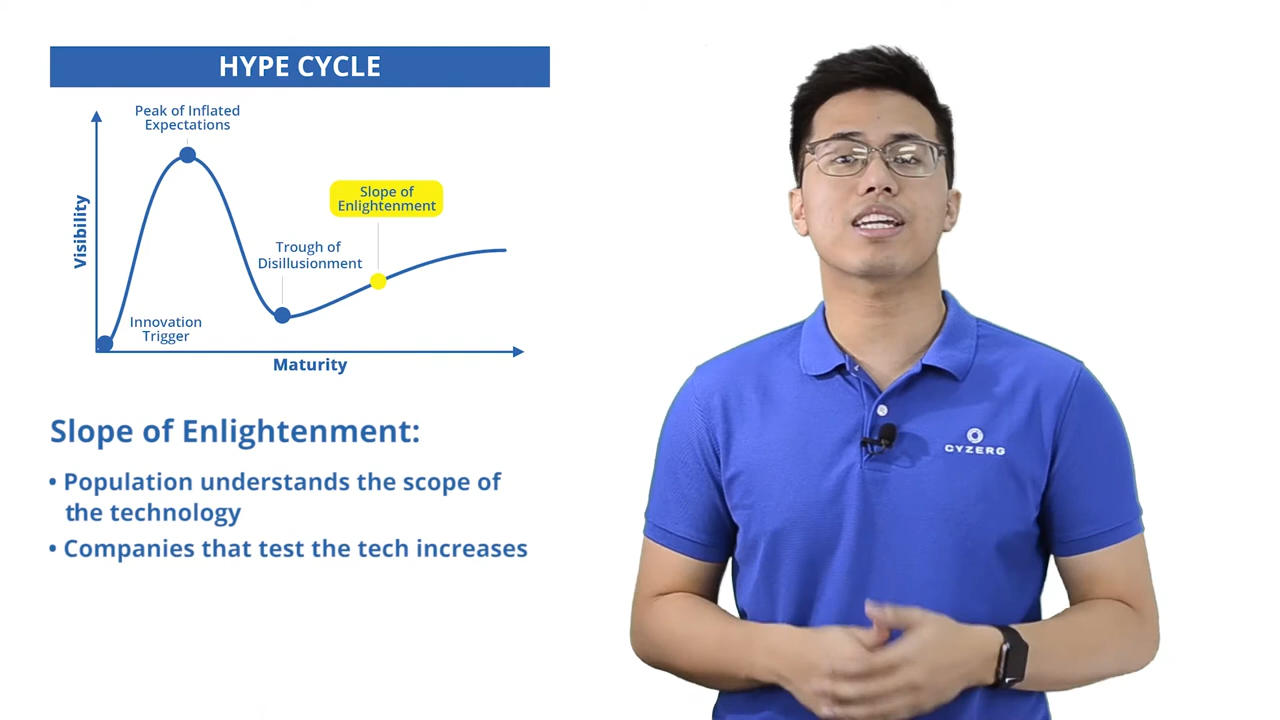 HYPE CYCLE
Peak of Inflated
Expectations
Slope of
Enlightenment
Visibility
Trough of
Disillusionment
Innovation
Trigger
Maturity
Slope of Enlightenment:
• Population understands the scope of
the technology
• Companies that test the tech increases
CYZERG